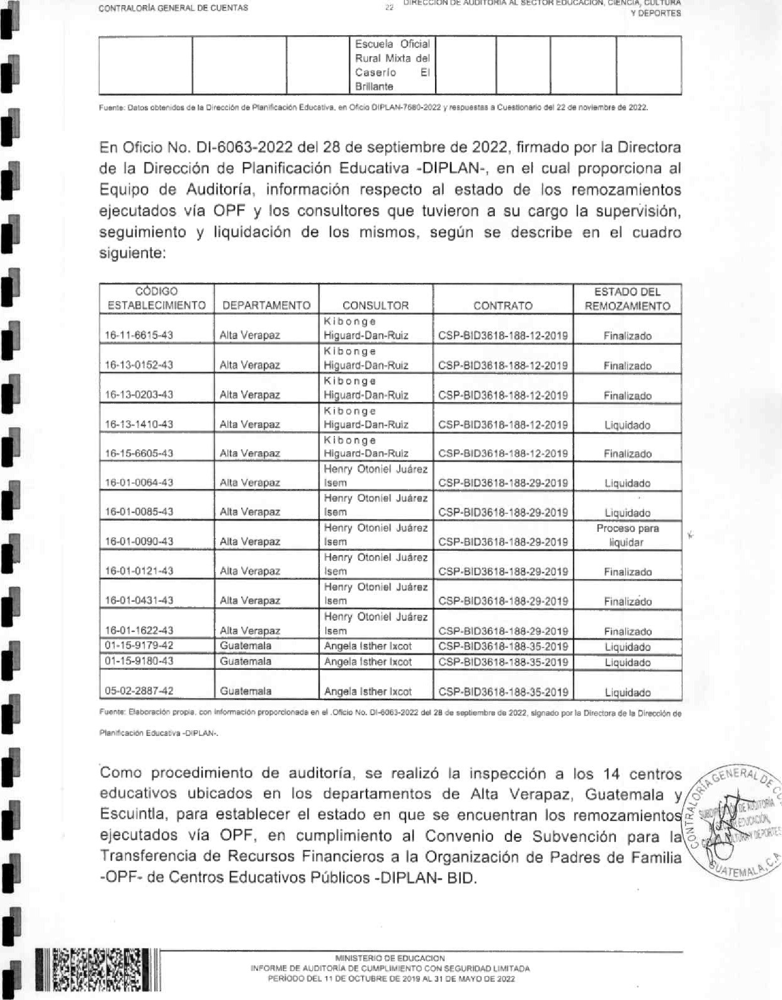 CONTRALORÍA GENERAL DE CUENTAS
22
DIRECCIÓN DE AUDITORÍA AL SECTOR EDUCACIÓN, CIENCIA, CULTURA
Y DEPORTES
Escuela Oficial
Rural Mixta del
Caserío El
Brillante
Fuente: Datos obtenidos de la Dirección de Planificación Educativa, en Oficio DIPLAN-7680-2022 y respuestas a Cuestionario del 22 de noviembre de 2022.
En Oficio No. DI-6063-2022 del 28 de septiembre de 2022, firmado por la Directora
de la Dirección de Planificación Educativa -DIPLAN-, en el cual proporciona al
Equipo de Auditoría, información respecto al estado de los remozamientos
ejecutados vía OPF y los consultores que tuvieron a su cargo la supervisión,
seguimiento y liquidación de los mismos, según se describe en el cuadro
siguiente:
CÓDIGO
ESTABLECIMIENTO DEPARTAMENTO CONSULTOR CONTRATO ESTADO DEL
REMOZAMIENTO
Kibonge
16-11-6615-43 Alta Verapaz Higuard-Dan-Ruiz CSP-BID3618-188-12-2019 Finalizado
Kibonge
16-13-0152-43 Alta Verapaz Higuard-Dan-Ruiz CSP-BID3618-188-12-2019 Finalizado
Kibonge
16-13-0203-43 Alta Verapaz Higuard-Dan-Ruiz CSP-BID3618-188-12-2019 Finalizado
Kibonge
16-13-1410-43 Alta Verapaz Higuard-Dan-Ruiz CSP-BID3618-188-12-2019 Liquidado
Kibonge
16-15-6605-43 Alta Verapaz Higuard-Dan-Ruiz CSP-BID3618-188-12-2019 Finalizado
Henry Otoniel Juárez
16-01-0064-43 Alta Verapaz Isem CSP-BID3618-188-29-2019 Liquidado
Henry Otoniel Juárez
16-01-0085-43 Alta Verapaz Isem CSP-BID3618-188-29-2019 Liquidado
Henry Otoniel Juárez Proceso para
16-01-0090-43 Alta Verapaz Isem CSP-BID3618-188-29-2019 liquidar
Henry Otoniel Juárez
16-01-0121-43 Alta Verapaz Isem CSP-BID3618-188-29-2019 Finalizado
Henry Otoniel Juárez
16-01-0431-43 Alta Verapaz Isem CSP-BID3618-188-29-2019 Finalizado
Henry Otoniel Juárez
16-01-1622-43 Alta Verapaz Isem CSP-BID3618-188-29-2019 Finalizado
01-15-9179-42 Guatemala Angela Isther Ixcot CSP-BID3618-188-35-2019 Liquidado
01-15-9180-43 Guatemala Angela Isther Ixcot CSP-BID3618-188-35-2019 Liquidado
05-02-2887-42 Guatemala Angela Isther Ixcot CSP-BID3618-188-35-2019 Liquidado
Fuente: Elaboración propia, con información proporcionada en el .Oficio No. DI-6063-2022 del 28 de septiembre de 2022, signado por la Directora de la Dirección de
Planificación Educativa -DIPLAN-.
Como procedimiento de auditoría, se realizó la inspección a los 14 centros
educativos ubicados en los departamentos de Alta Verapaz, Guatemala y
Escuintla, para establecer el estado en que se encuentran los remozamientos
ejecutados vía OPF, en cumplimiento al Convenio de Subvención para la
Transferencia de Recursos Financieros a la Organización de Padres de Familia
-OPF- de Centros Educativos Públicos -DIPLAN- BID.
CONTRALORÍA GENERAL DE
DE AUDITORÍA
EDUCACIÓN,
Y DEPORTES
GUATEMALA, C.A.
MINISTERIO DE EDUCACION
INFORME DE AUDITORÍA DE CUMPLIMIENTO CON SEGURIDAD LIMITADA
PERÍODO DEL 11 DE OCTUBRE DE 2019 AL 31 DE MAYO DE 2022